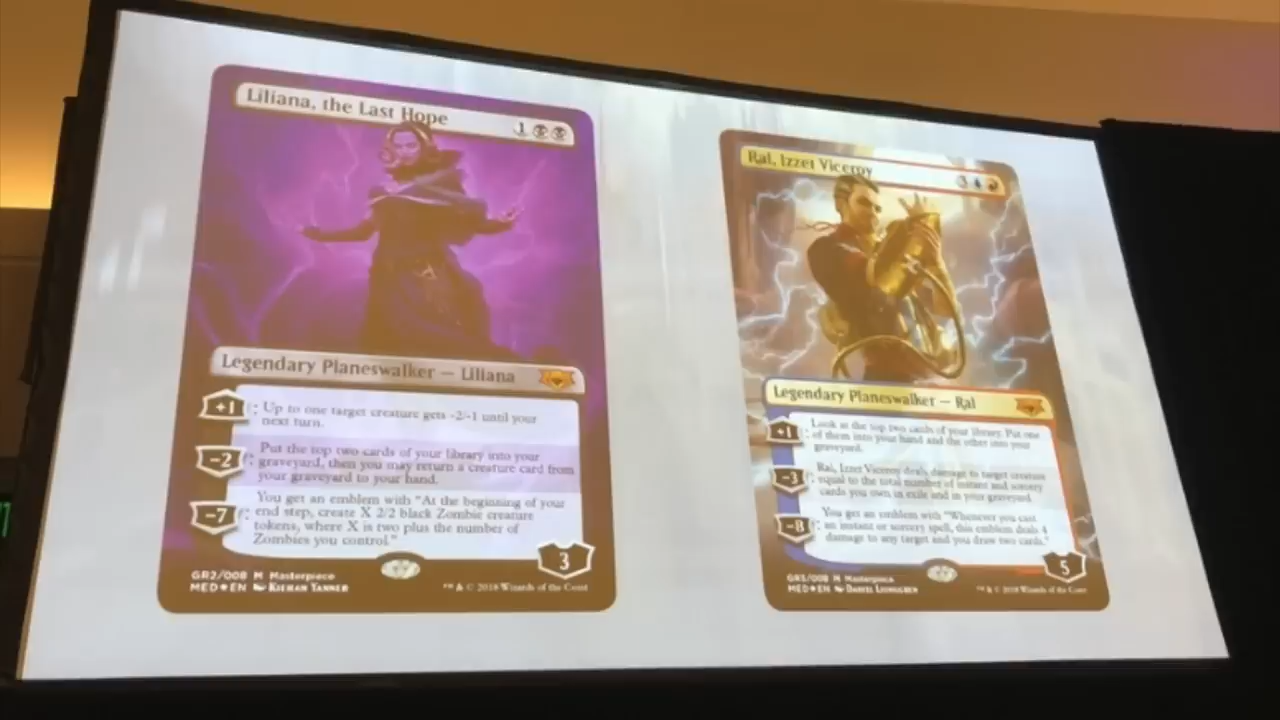 Liliana, the Last Hope
1
Legendary Planeswalker — Liliana
+1 : Up to one target creature gets -2/-1 until your
next turn.
-2 : Put the top two cards of your library into your
graveyard, then you may return a creature card from
your graveyard to your hand.
-7 : You get an emblem with "At the beginning of your
end step, create X 2/2 black Zombie creature
tokens, where X is two plus the number of
Zombies you control."
3
GR2/008 M Masterpiece
MED EN Kieran Yanner
™ & © 2018 Wizards of the Coast
Ral, Izzet Viceroy
3
Legendary Planeswalker — Ral
+1 : Look at the top two cards of your library. Put one
of them into your hand and the other into your
graveyard.
-3 : Ral, Izzet Viceroy deals damage to target creature
equal to the total number of instant and sorcery
cards you own in exile and in your graveyard.
-8 : You get an emblem with "Whenever you cast
an instant or sorcery spell, this emblem deals 4
damage to any target and you draw two cards."
5
M Masterpiece
MED EN Daniel Ljunggren
™ & © 2018 Wizards of the Coast